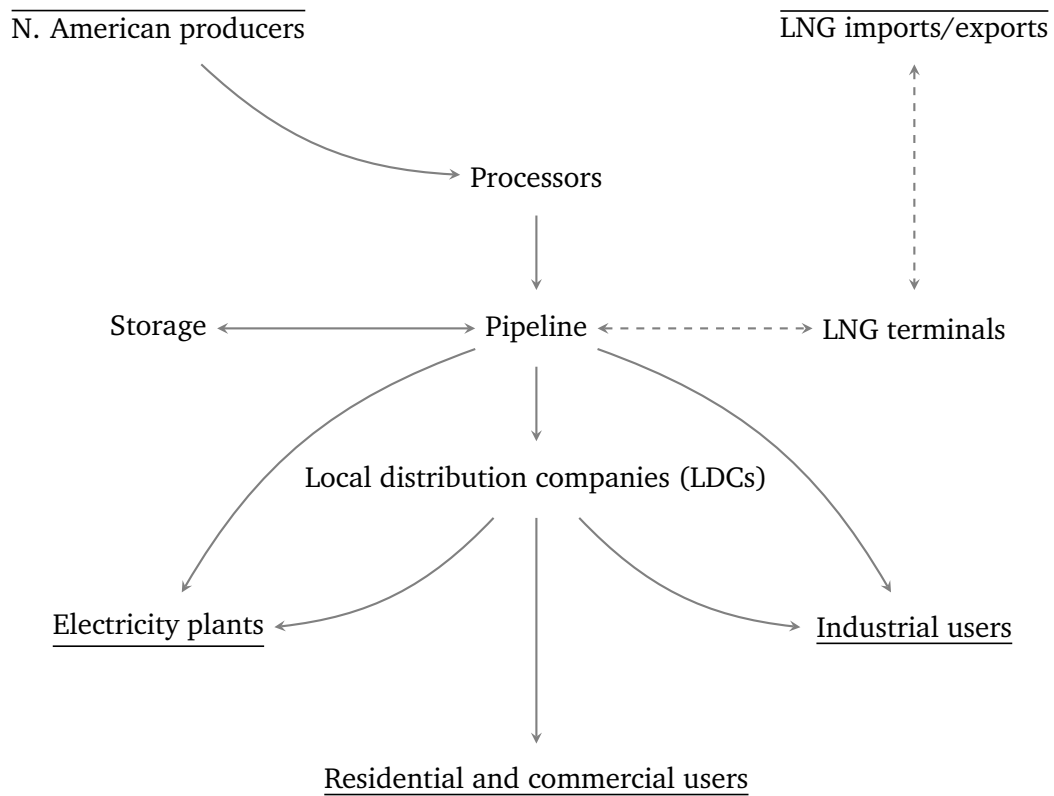 N. American producers
LNG imports/exports
Processors
Storage
Pipeline
LNG terminals
Local distribution companies (LDCs)
Electricity plants
Industrial users
Residential and commercial users